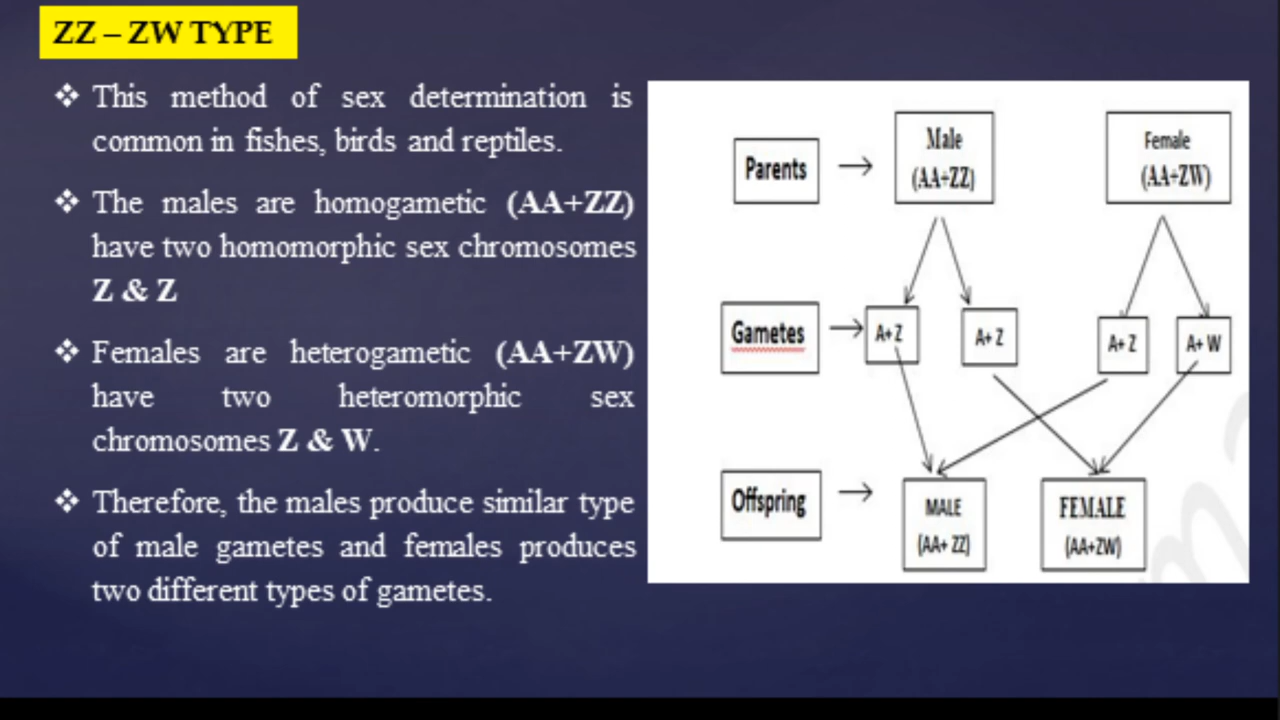 ZZ – ZW TYPE
❖ This method of sex determination is
common in fishes, birds and reptiles.
❖ The males are homogametic (AA+ZZ)
have two homomorphic sex chromosomes
Z & Z
❖ Females are heterogametic (AA+ZW)
have two heteromorphic sex
chromosomes Z & W.
❖ Therefore, the males produce similar type
of male gametes and females produces
two different types of gametes.
Parents
Male
(AA+ZZ)
Female
(AA+ZW)
Gametes
A+ Z
A+ Z
A+ Z
A+ W
Offspring
MALE
(AA+ ZZ)
FEMALE
(AA+ZW)